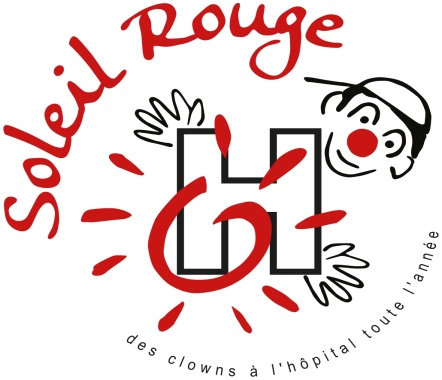 Soleil Rouge
H
des clowns à l'hôpital toute l'année